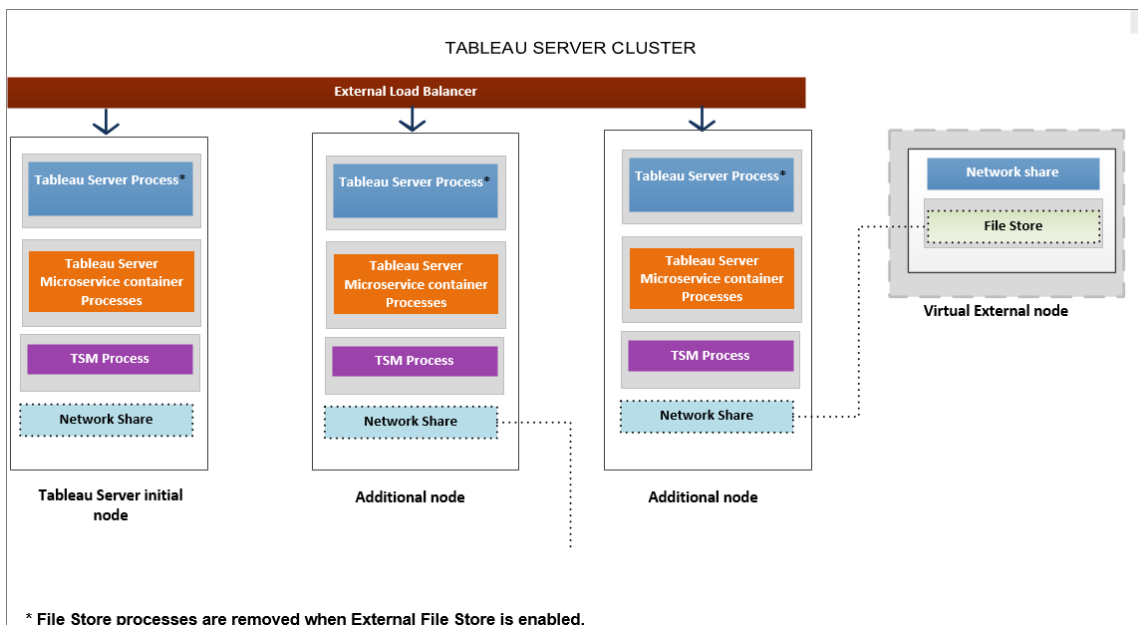 TABLEAU SERVER CLUSTER
External Load Balancer
Tableau Server Process*
Tableau Server
Microservice container
Processes
TSM Process
Network Share
Tableau Server initial
node
Tableau Server Process*
Tableau Server
Microservice container
Processes
TSM Process
Network Share
Additional node
Tableau Server Process*
Tableau Server
Microservice container
Processes
TSM Process
Network Share
Additional node
Network share
File Store
Virtual External node
* File Store processes are removed when External File Store is enabled.